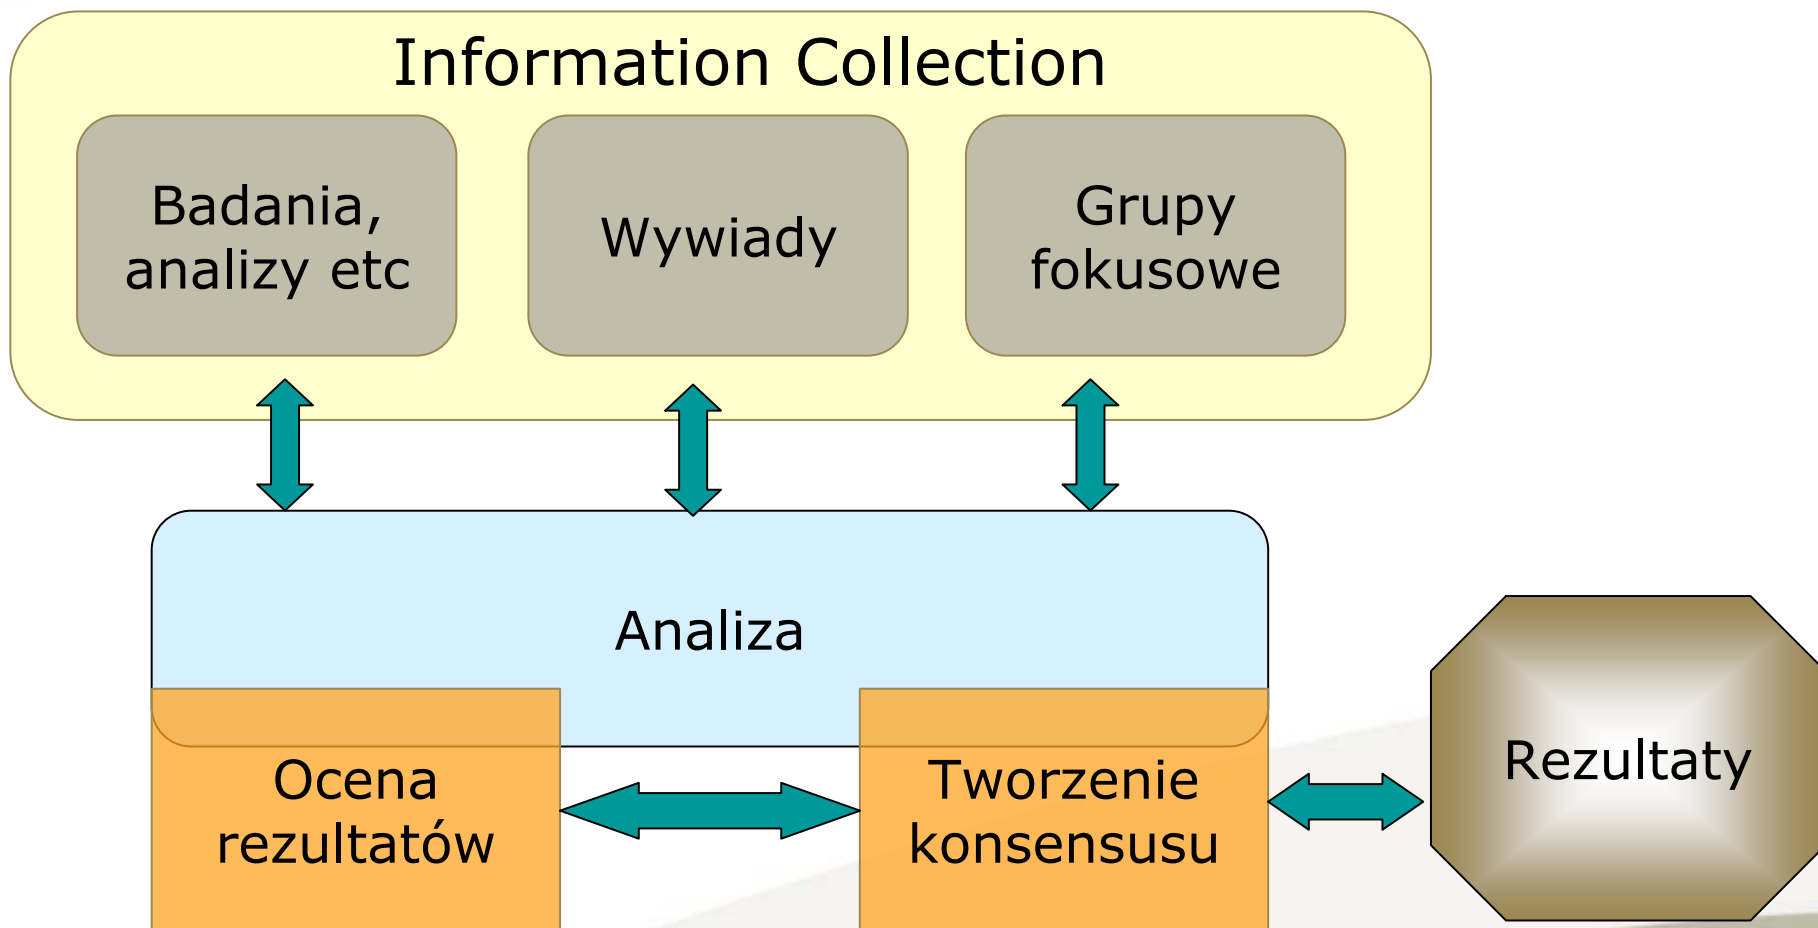 Information Collection
Badania,
analizy etc
Wywiady
Grupy
fokusowe
Analiza
Ocena
rezultatów
Tworzenie
konsensusu
Rezultaty